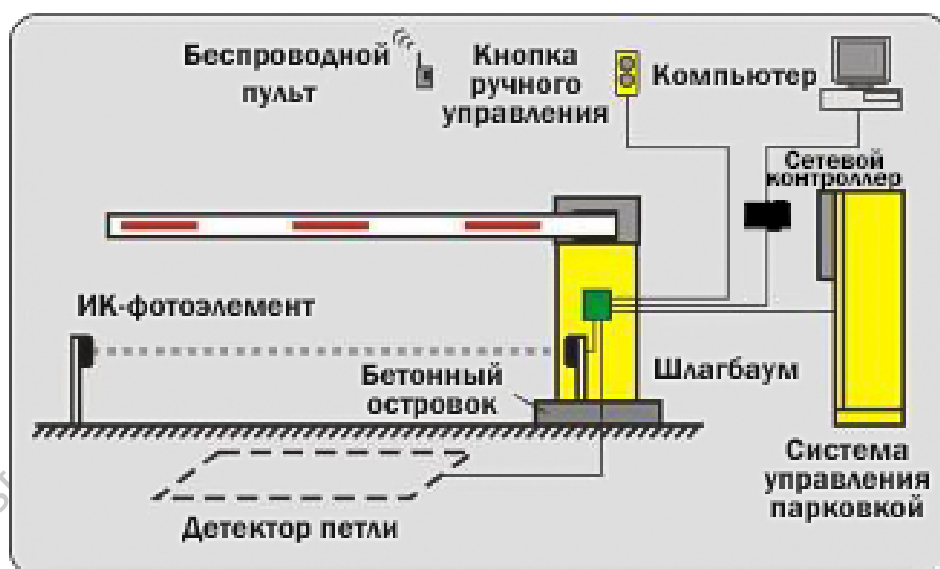 Беспроводной
пульт
Кнопка
ручного
управления
Компьютер
Сетевой
контроллер
ИК-фотоэлемент
Бетонный
островок
Шлагбаум
Система
управления
парковкой
Детектор петли